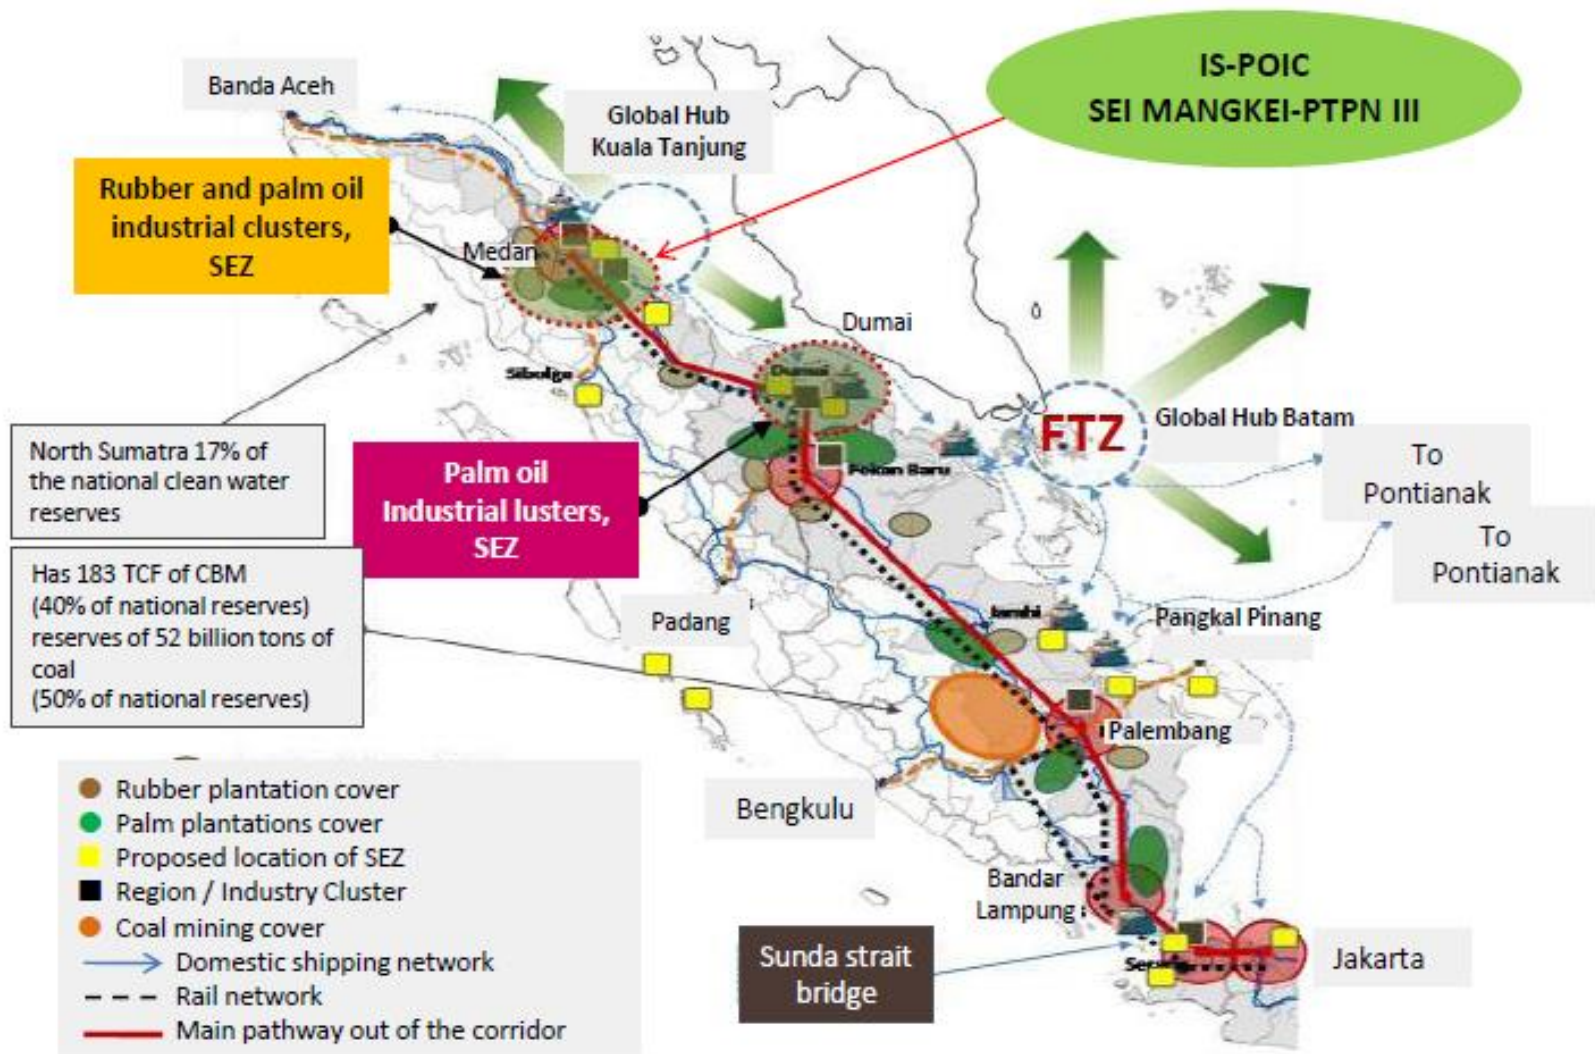 Banda Aceh
Global Hub
Kuala Tanjung
IS-POIC
SEI MANGKEI-PTPN III
Rubber and palm oil
industrial clusters,
SEZ
Medan
Dumai
Sibolga
Dumai
FTZ
Global Hub Batam
North Sumatra 17% of
the national clean water
reserves
Palm oil
Industrial lusters,
SEZ
Pekan Baru
To
Pontianak
To
Pontianak
Has 183 TCF of CBM
(40% of national reserves)
reserves of 52 billion tons of
coal
(50% of national reserves)
Padang
Jambi
Pangkal Pinang
Palembang
Bengkulu
Rubber plantation cover
Palm plantations cover
Proposed location of SEZ
Region / Industry Cluster
Coal mining cover
Domestic shipping network
Rail network
Main pathway out of the corridor
Bandar
Lampung
Sunda strait
bridge
Jakarta